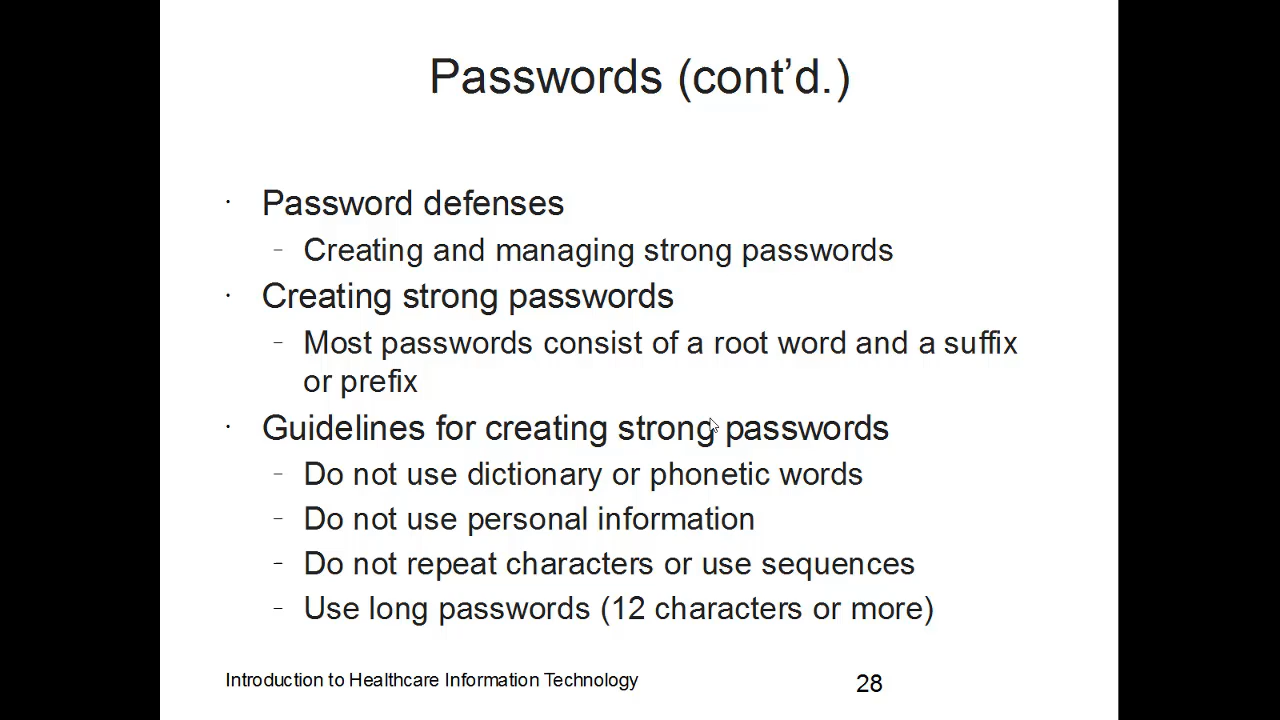 Passwords (cont’d.)
· Password defenses
– Creating and managing strong passwords
· Creating strong passwords
– Most passwords consist of a root word and a suffix
or prefix
· Guidelines for creating strong passwords
– Do not use dictionary or phonetic words
– Do not use personal information
– Do not repeat characters or use sequences
– Use long passwords (12 characters or more)
Introduction to Healthcare Information Technology 28